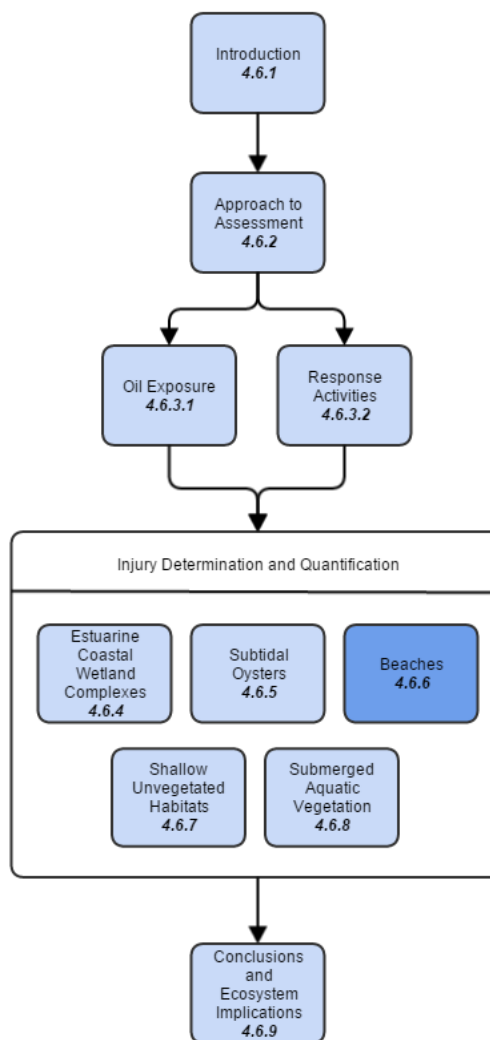 Introduction
4.6.1
Approach to
Assessment
4.6.2
Oil Exposure
4.6.3.1
Response
Activities
4.6.3.2
Injury Determination and Quantification
Estuarine
Coastal
Wetland
Complexes
4.6.4
Subtidal
Oysters
4.6.5
Beaches
4.6.6
Shallow
Unvegetated
Habitats
4.6.7
Submerged
Aquatic
Vegetation
4.6.8
Conclusions
and
Ecosystem
Implications
4.6.9